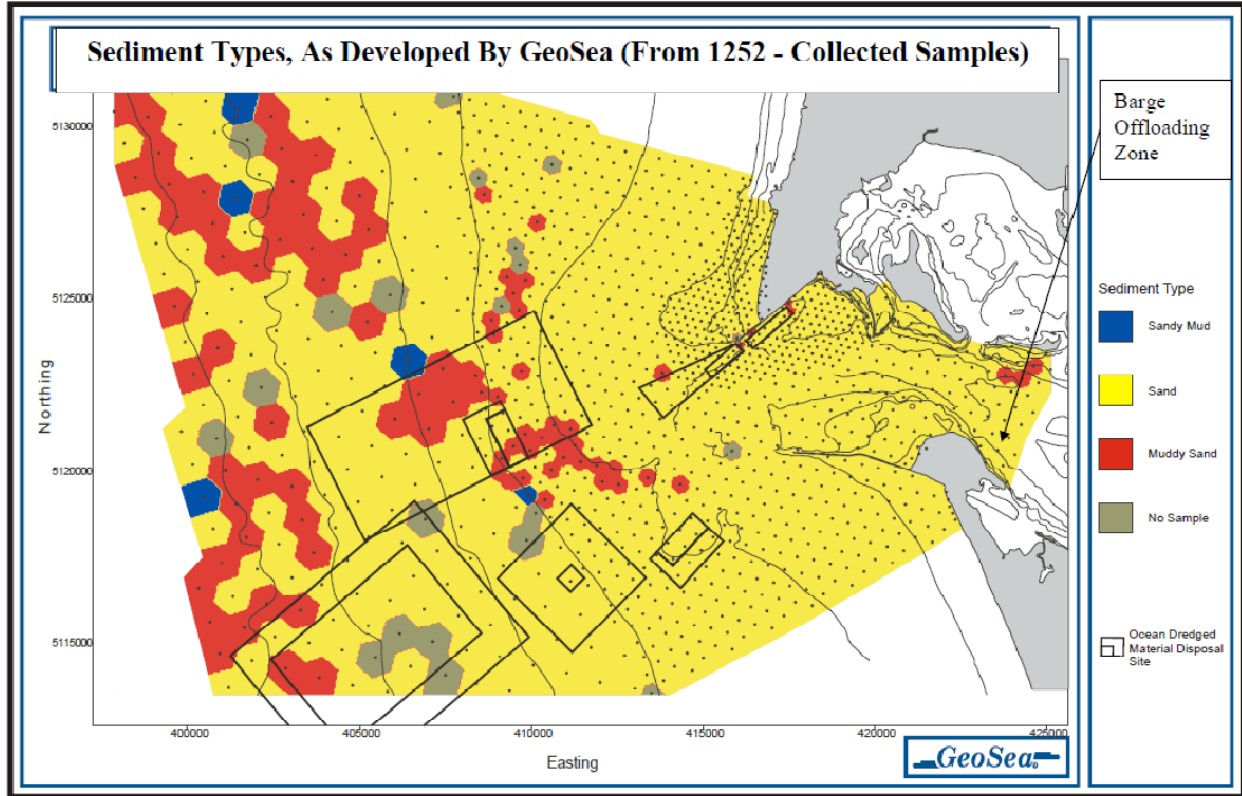 Sediment Types, As Developed By GeoSea (From 1252 - Collected Samples)
Barge
Offloading
Zone
5130000
5125000
5120000
5115000
Northing
400000
405000
410000
415000
420000
425000
Easting
GeoSea
Sediment Type
Sandy Mud
Sand
Muddy Sand
No Sample
Ocean Dredged
Material Disposal
Site